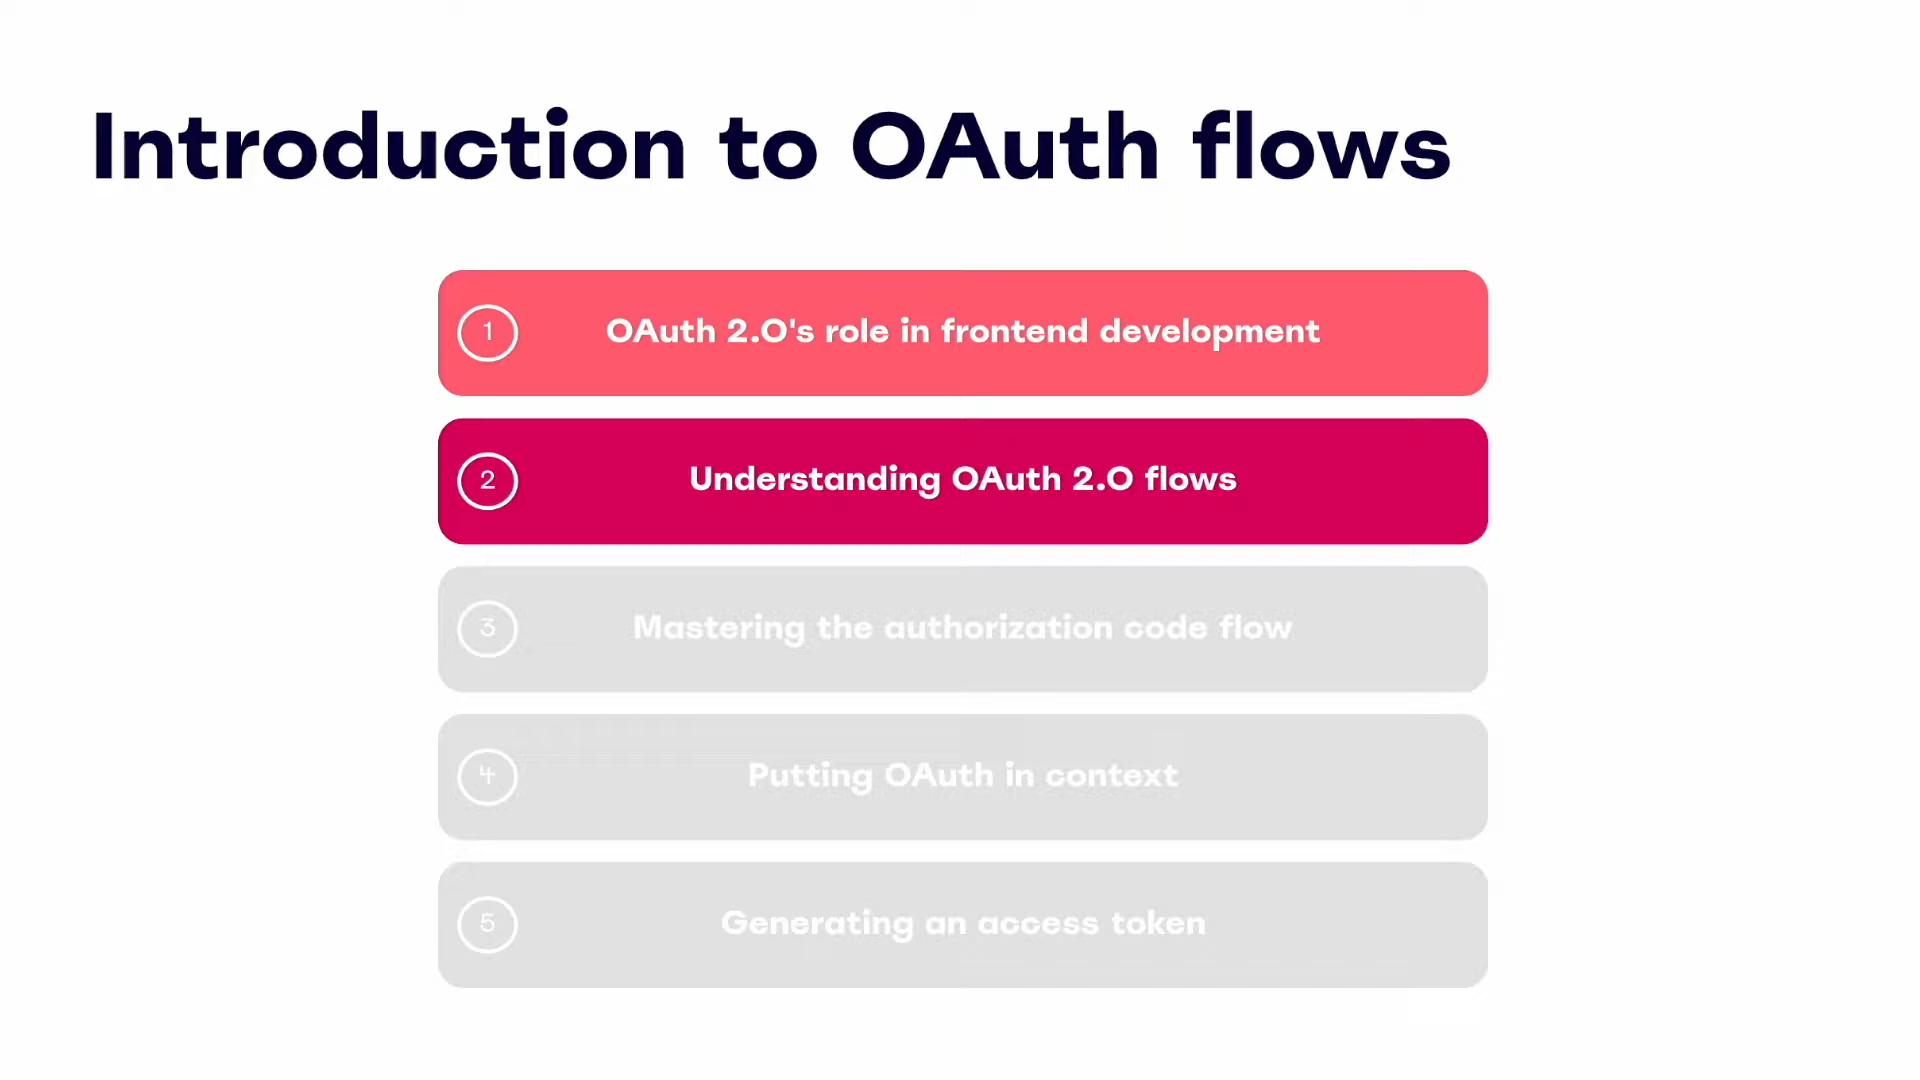 Introduction to OAuth flows
1 OAuth 2.0's role in frontend development
2 Understanding OAuth 2.0 flows
3 Mastering the authorization code flow
4 Putting OAuth in context
5 Generating an access token